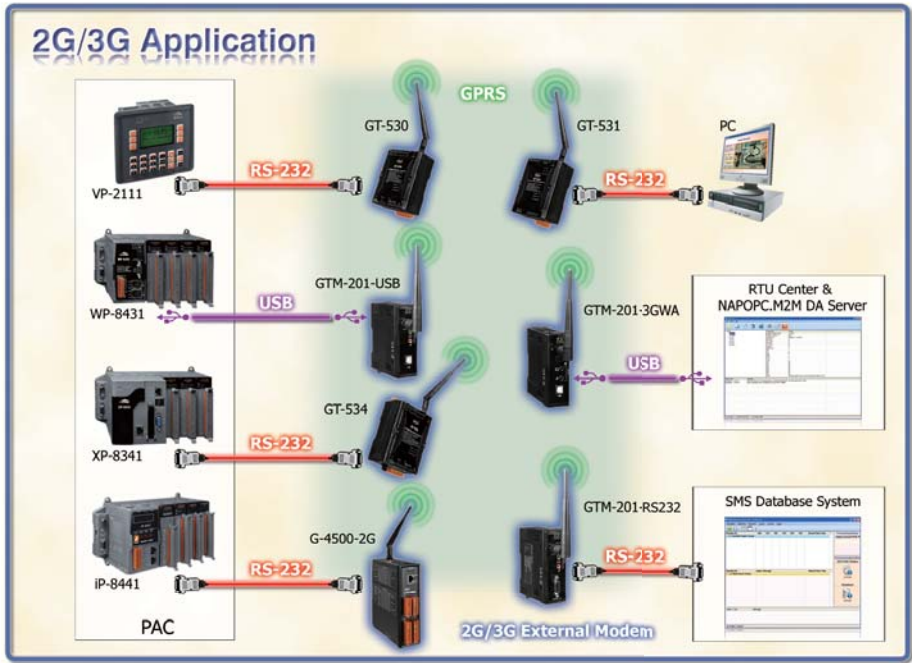 2G/3G Application
GPRS
GT-530
GT-531
PC
RS-232
RS-232
VP-2111
GTM-201-USB
GTM-201-3GWA
RTU Center &
NAPOPC.M2M DA Server
USB
WP-8431
USB
GT-534
RS-232
XP-8341
GTM-201-RS232
SMS Database System
G-4500-2G
RS-232
RS-232
iP-8441
PAC
2G/3G External Modem